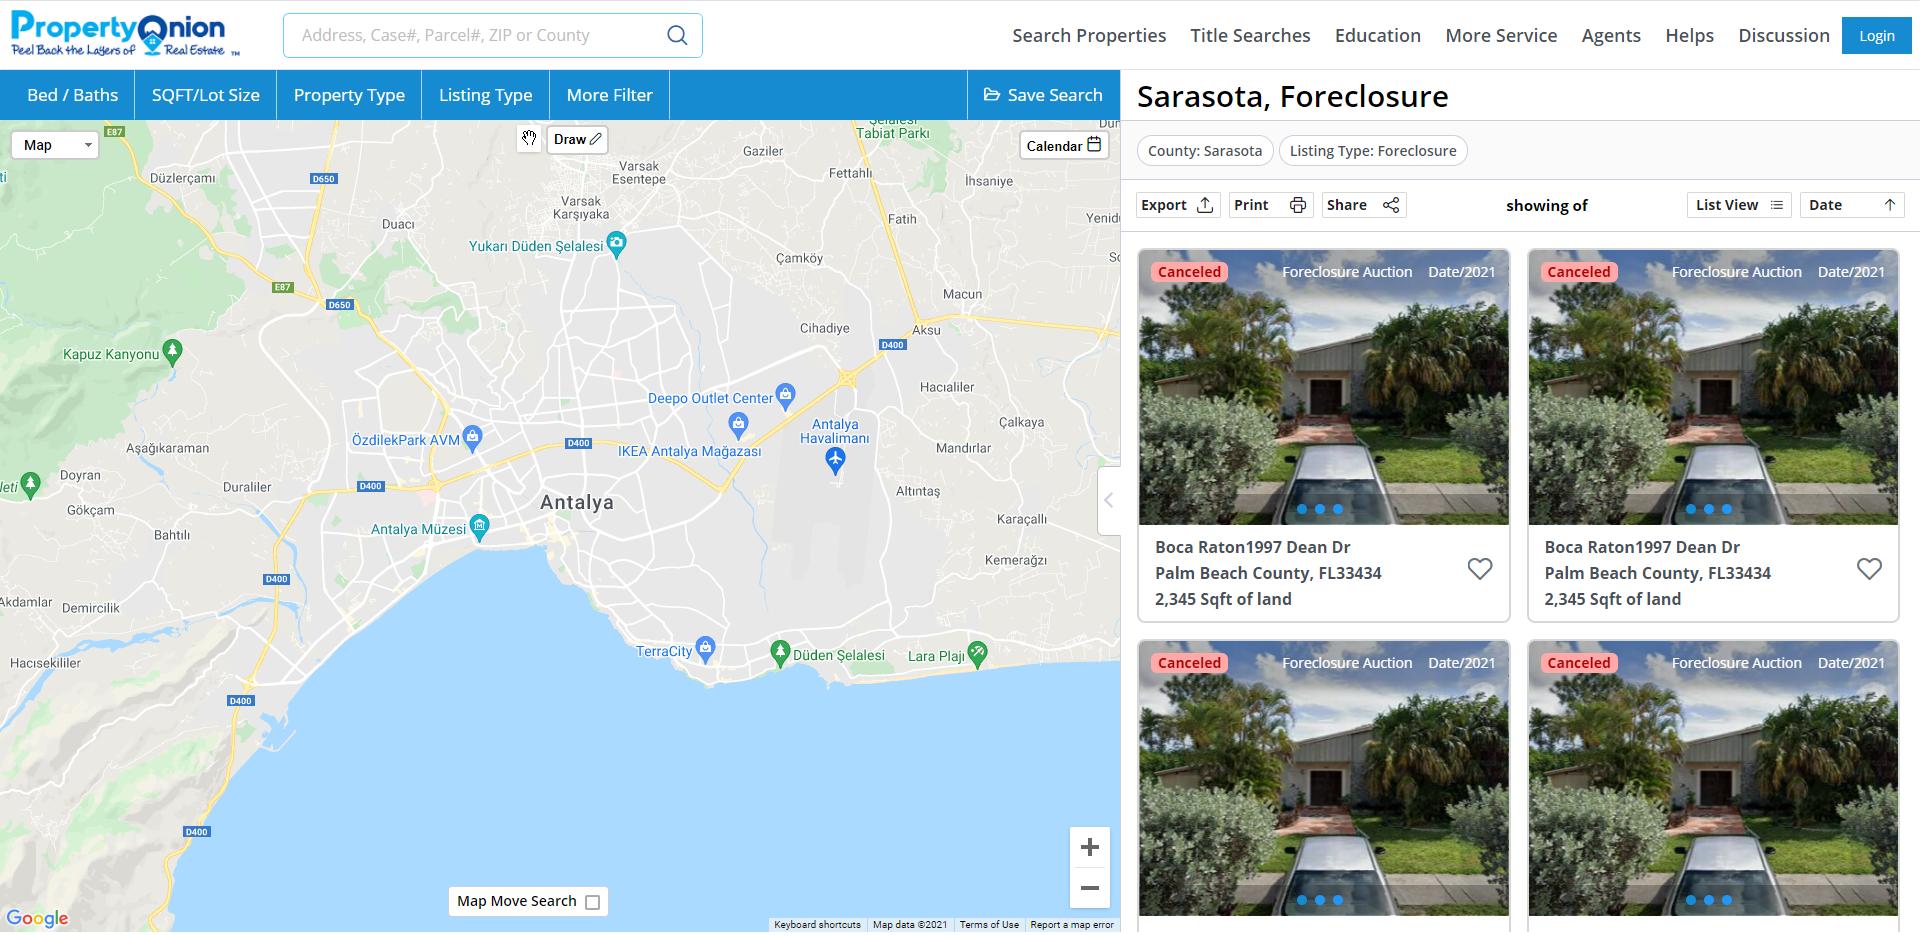 PropertyOnion
Peel Back the Layers of Real Estate ™
Address, Case#, Parcel#, ZIP or County
Search Properties
Title Searches
Education
More Service
Agents
Helps
Discussion
Login
Bed / Baths
SQFT/Lot Size
Property Type
Listing Type
More Filter
Save Search
Map
Draw
Calendar
E87
Düzlerçamı
D650
Duacı
Varsak
Esentepe
Varsak
Karşıyaka
Gaziler
Tabiat Parkı
Fettahlı
İhsaniye
Fatih
Yukarı Düden Şelalesi
Çamköy
E87
D650
Macun
Cihadiye
Aksu
D400
Kapuz Kanyonu
Hacıaliler
Deepo Outlet Center
Antalya
Havalimanı
Çalkaya
ÖzdilekPark AVM
D400
IKEA Antalya Mağazası
Mandırlar
Aşağıkaraman
Doyran
Duraliler
D400
Altıntaş
Gökçam
Antalya
Karaçallı
Bahtılı
Antalya Müzesi
Kemerağzı
D400
Akdamlar
Demircilik
Hacısekililer
TerraCity
Düden Şelalesi
Lara Plajı
D400
D400
Map Move Search
Google
Keyboard shortcuts
Map data ©2021
Terms of Use
Report a map error
Sarasota, Foreclosure
County: Sarasota
Listing Type: Foreclosure
Export
Print
Share
showing of
List View
Date
Canceled
Foreclosure Auction
Date/2021
Boca Raton1997 Dean Dr
Palm Beach County, FL33434
2,345 Sqft of land
Canceled
Foreclosure Auction
Date/2021
Boca Raton1997 Dean Dr
Palm Beach County, FL33434
2,345 Sqft of land
Canceled
Foreclosure Auction
Date/2021
Canceled
Foreclosure Auction
Date/2021